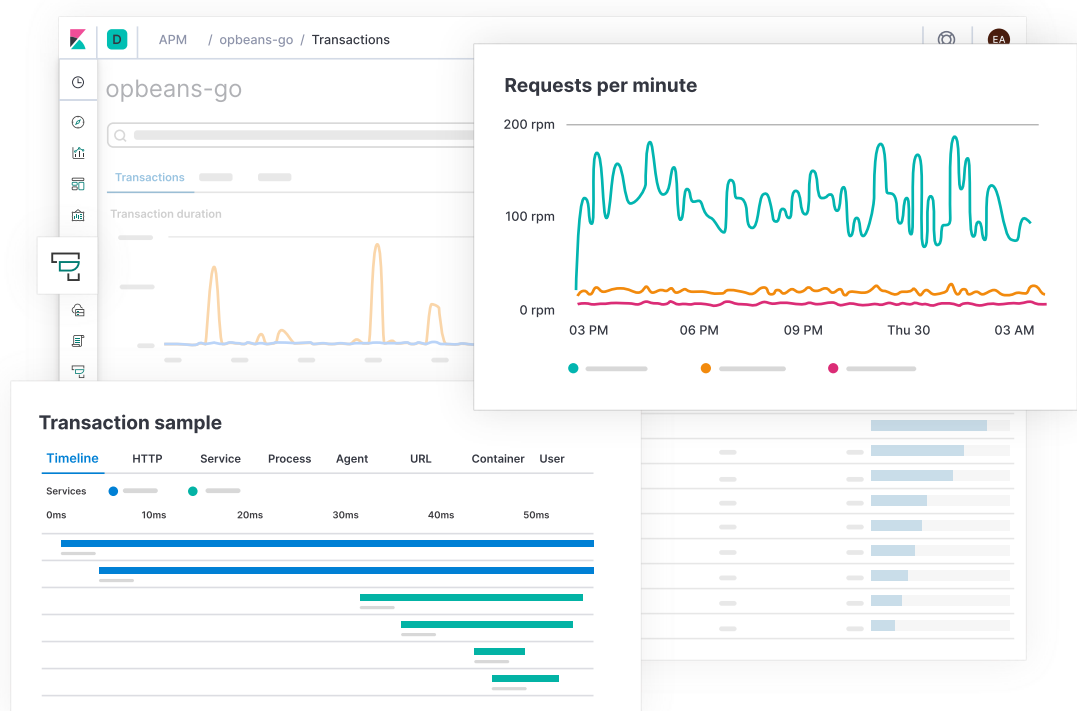 D APM / opbeans-go / Transactions EA
opbeans-go
Transactions
Transaction duration
Requests per minute
200 rpm
100 rpm
0 rpm
03 PM 06 PM 09 PM Thu 30 03 AM
Transaction sample
Timeline HTTP Service Process Agent URL Container User
Services
0ms 10ms 20ms 30ms 40ms 50ms